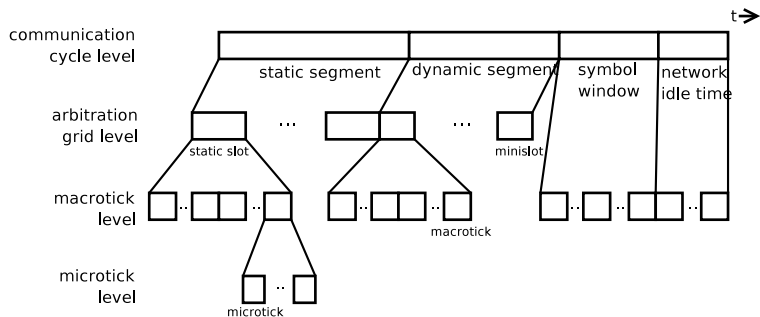 t
communication
cycle level
static segment
dynamic segment
symbol
window
network
idle time
arbitration
grid level
...
...
static slot
minislot
macrotick
level
..
..
..
..
..
..
macrotick
microtick
level
..
microtick